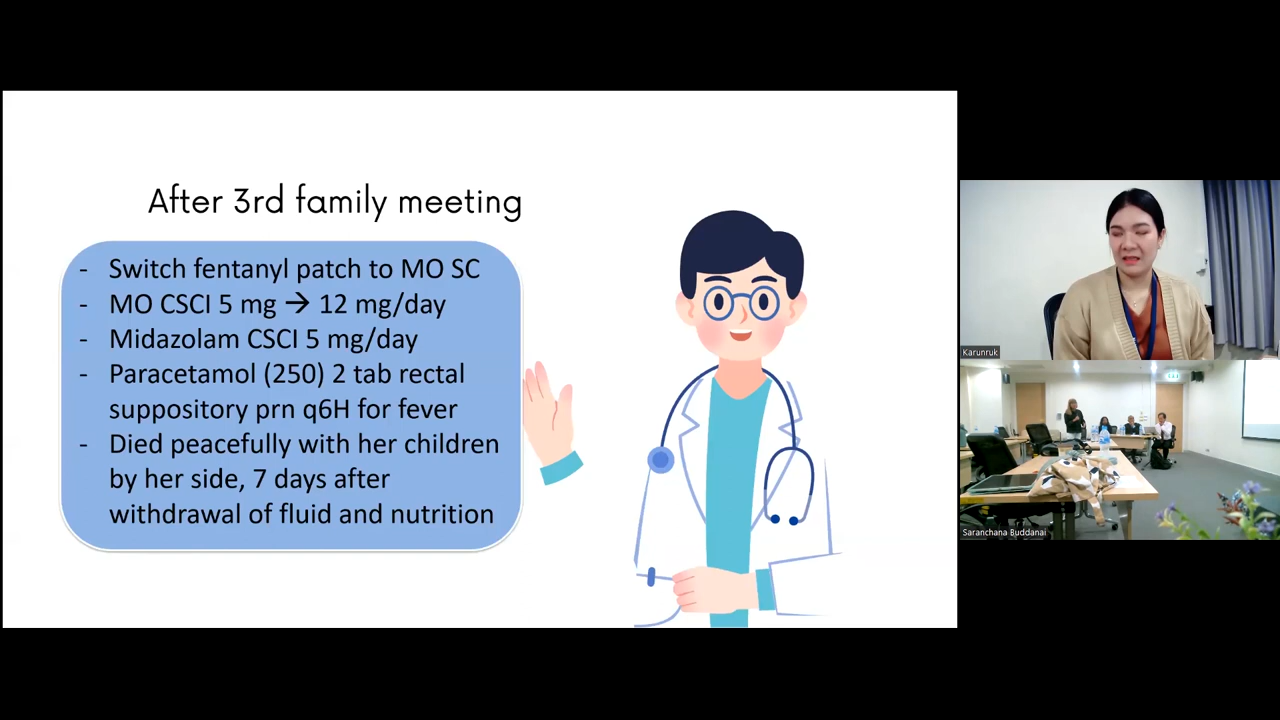 After 3rd family meeting
- Switch fentanyl patch to MO SC
- MO CSCI 5 mg → 12 mg/day
- Midazolam CSCI 5 mg/day
- Paracetamol (250) 2 tab rectal
suppository prn q6H for fever
- Died peacefully with her children
by her side, 7 days after
withdrawal of fluid and nutrition
Karunruk
Saranchana Buddanai